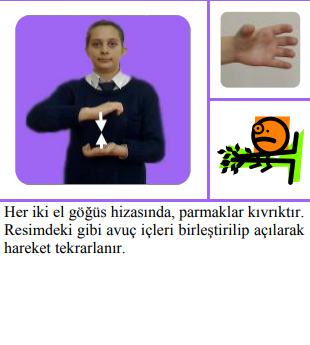 Her iki el göğüs hizasında, parmaklar kıvrıktır.
Resimdeki gibi avuç içleri birleştirilip açılarak
hareket tekrarlanır.